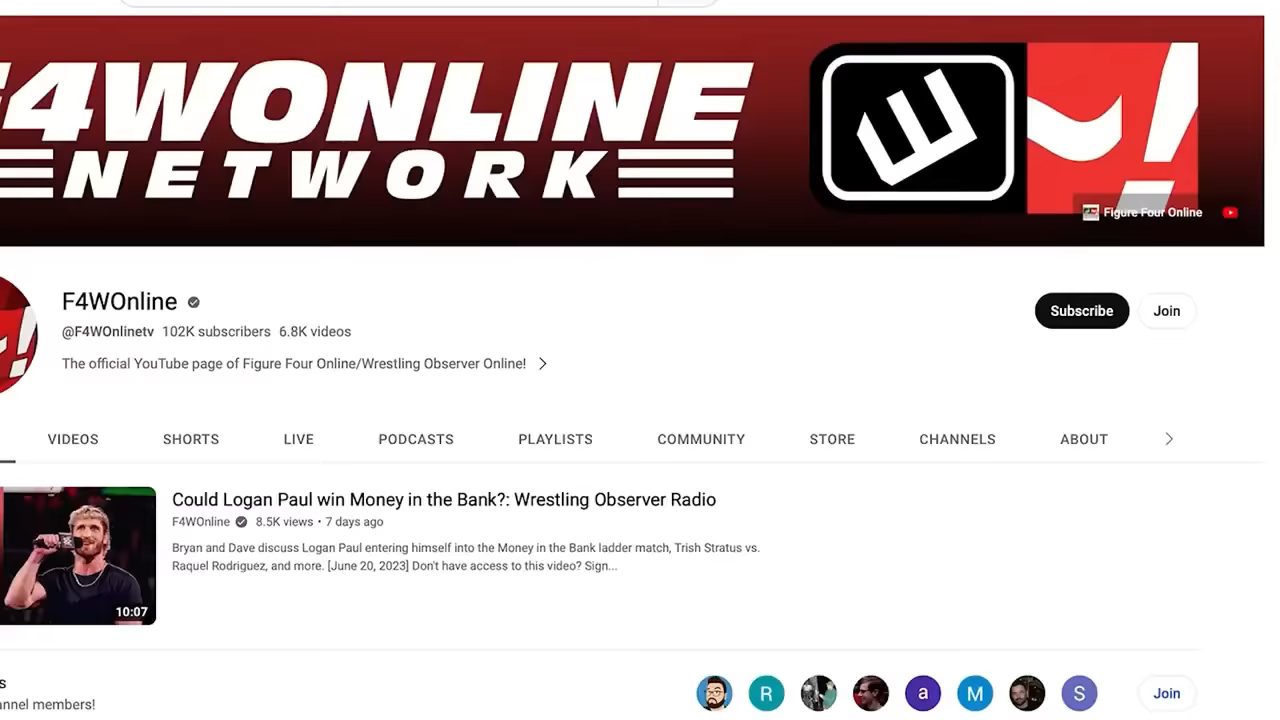 F4WONLINE
NETWORK
Figure Four Online
F4WOnline
@F4WOnlinetv 102K subscribers 6.8K videos
The official YouTube page of Figure Four Online/Wrestling Observer Online!
Subscribe
Join
VIDEOS SHORTS LIVE PODCASTS PLAYLISTS COMMUNITY STORE CHANNELS ABOUT
10:07
Could Logan Paul win Money in the Bank?: Wrestling Observer Radio
F4WOnline 8.5K views • 7 days ago
Bryan and Dave discuss Logan Paul entering himself into the Money in the Bank ladder match, Trish Stratus vs.
Raquel Rodriguez, and more. [June 20, 2023] Don't have access to this video? Sign...
s
annel members!
R
a
M
S
Join